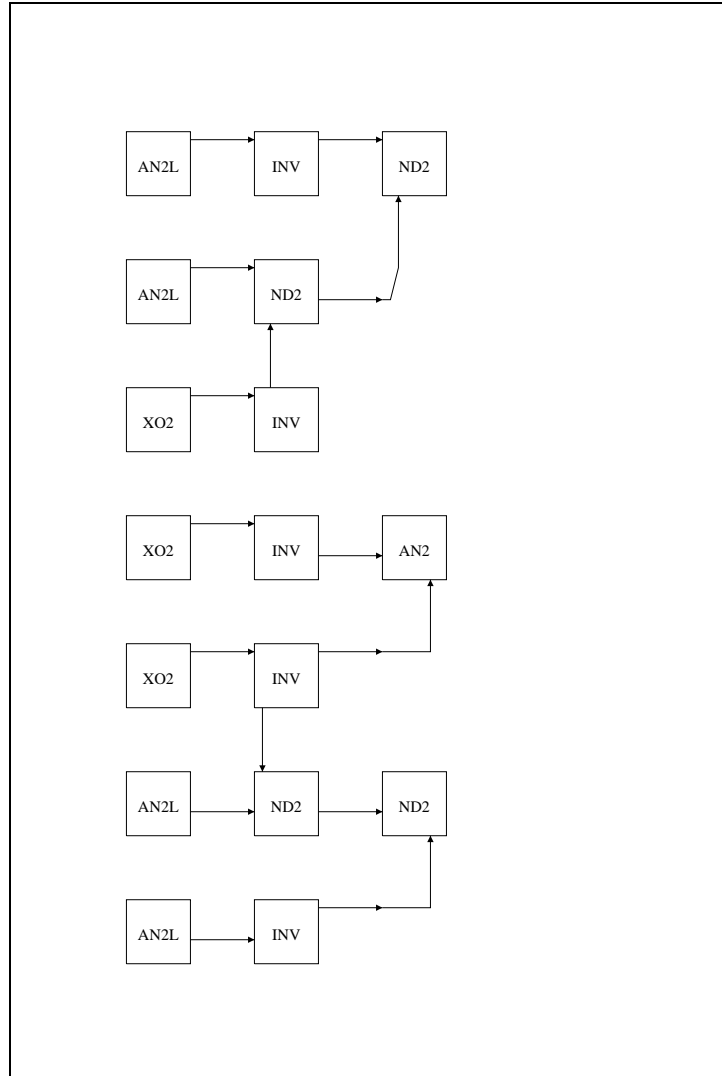 AN2L INV ND2
AN2L ND2
XO2 INV
XO2 INV AN2
XO2 INV
AN2L ND2 ND2
AN2L INV